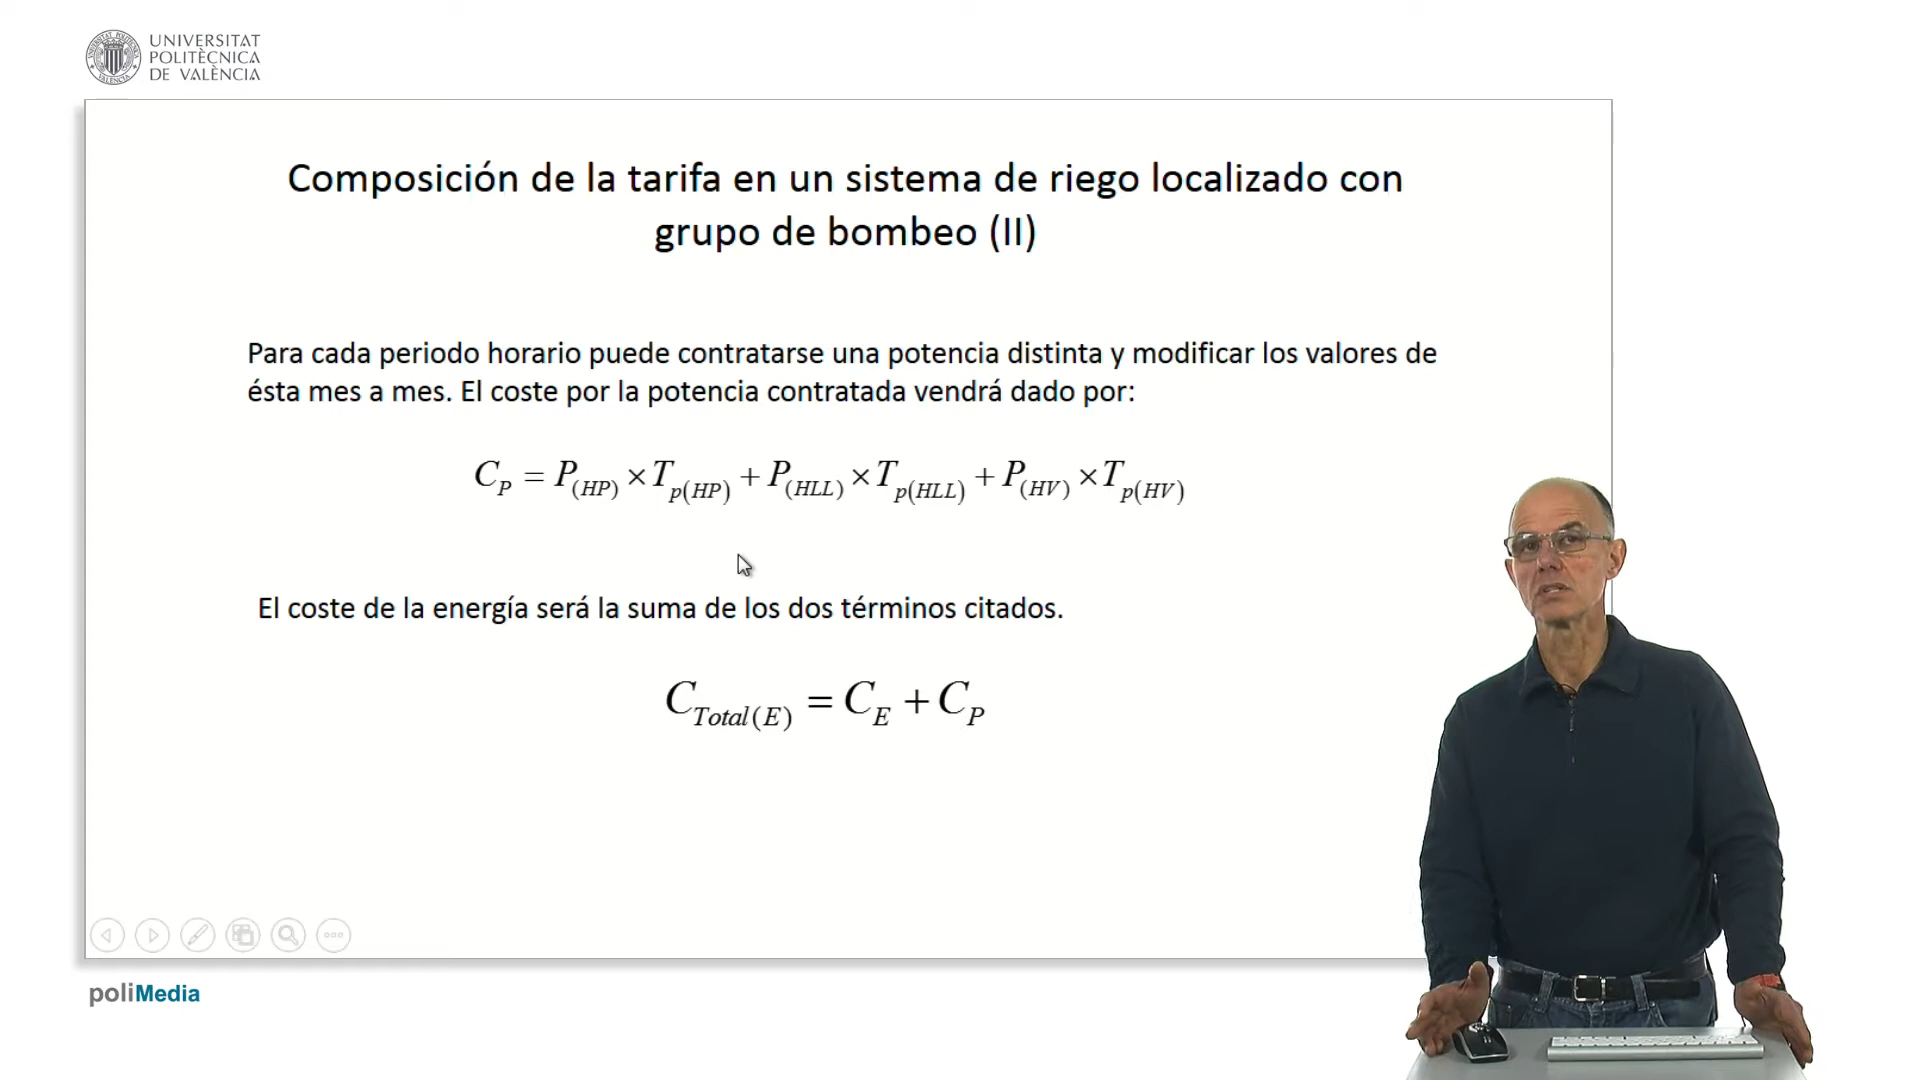 UNIVERSITAT
POLITÈCNICA
DE VALÈNCIA
Composición de la tarifa en un sistema de riego localizado con
grupo de bombeo (II)
Para cada periodo horario puede contratarse una potencia distinta y modificar los valores de
ésta mes a mes. El coste por la potencia contratada vendrá dado por:
C_P = P_(HP) × T_p(HP) + P_(HLL) × T_p(HLL) + P_(HV) × T_p(HV)
El coste de la energía será la suma de los dos términos citados.
C_Total(E) = C_E + C_P
poliMedia